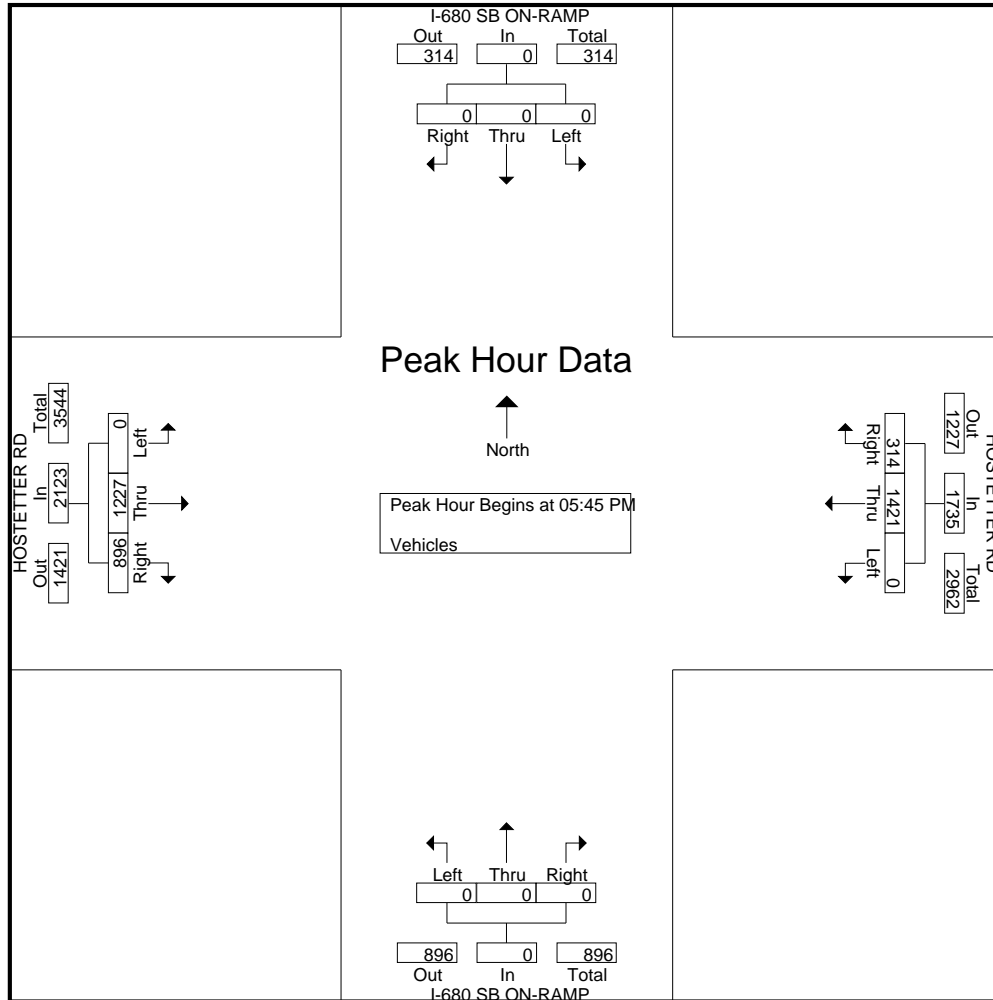 I-680 SB ON-RAMP
Out In Total
314 0 314
0 0 0
Right Thru Left
Peak Hour Data
North
Peak Hour Begins at 05:45 PM
Vehicles
HOSTETTER RD
Out In Total
1421 2123 3544
896 1227 0
Right Thru Left
HOSTETTER RD
Out In Total
1227 1735 2962
314 1421 0
Right Thru Left
Left Thru Right
0 0 0
896 0 896
Out In Total
I-680 SB ON-RAMP